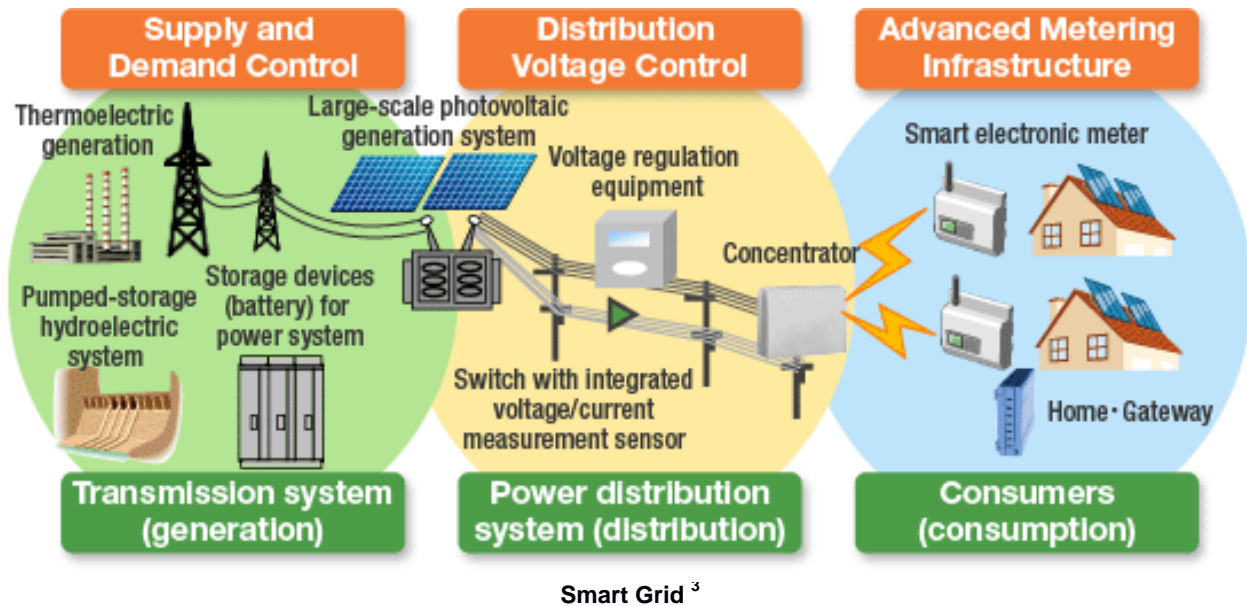 Supply and
Demand Control
Distribution
Voltage Control
Advanced Metering
Infrastructure
Thermoelectric
generation
Large-scale photovoltaic
generation system
Voltage regulation
equipment
Smart electronic meter
Concentrator
Storage devices
(battery) for
power system
Pumped-storage
hydroelectric
system
Switch with integrated
voltage/current
measurement sensor
Home・Gateway
Transmission system
(generation)
Power distribution
system (distribution)
Consumers
(consumption)
Smart Grid 3